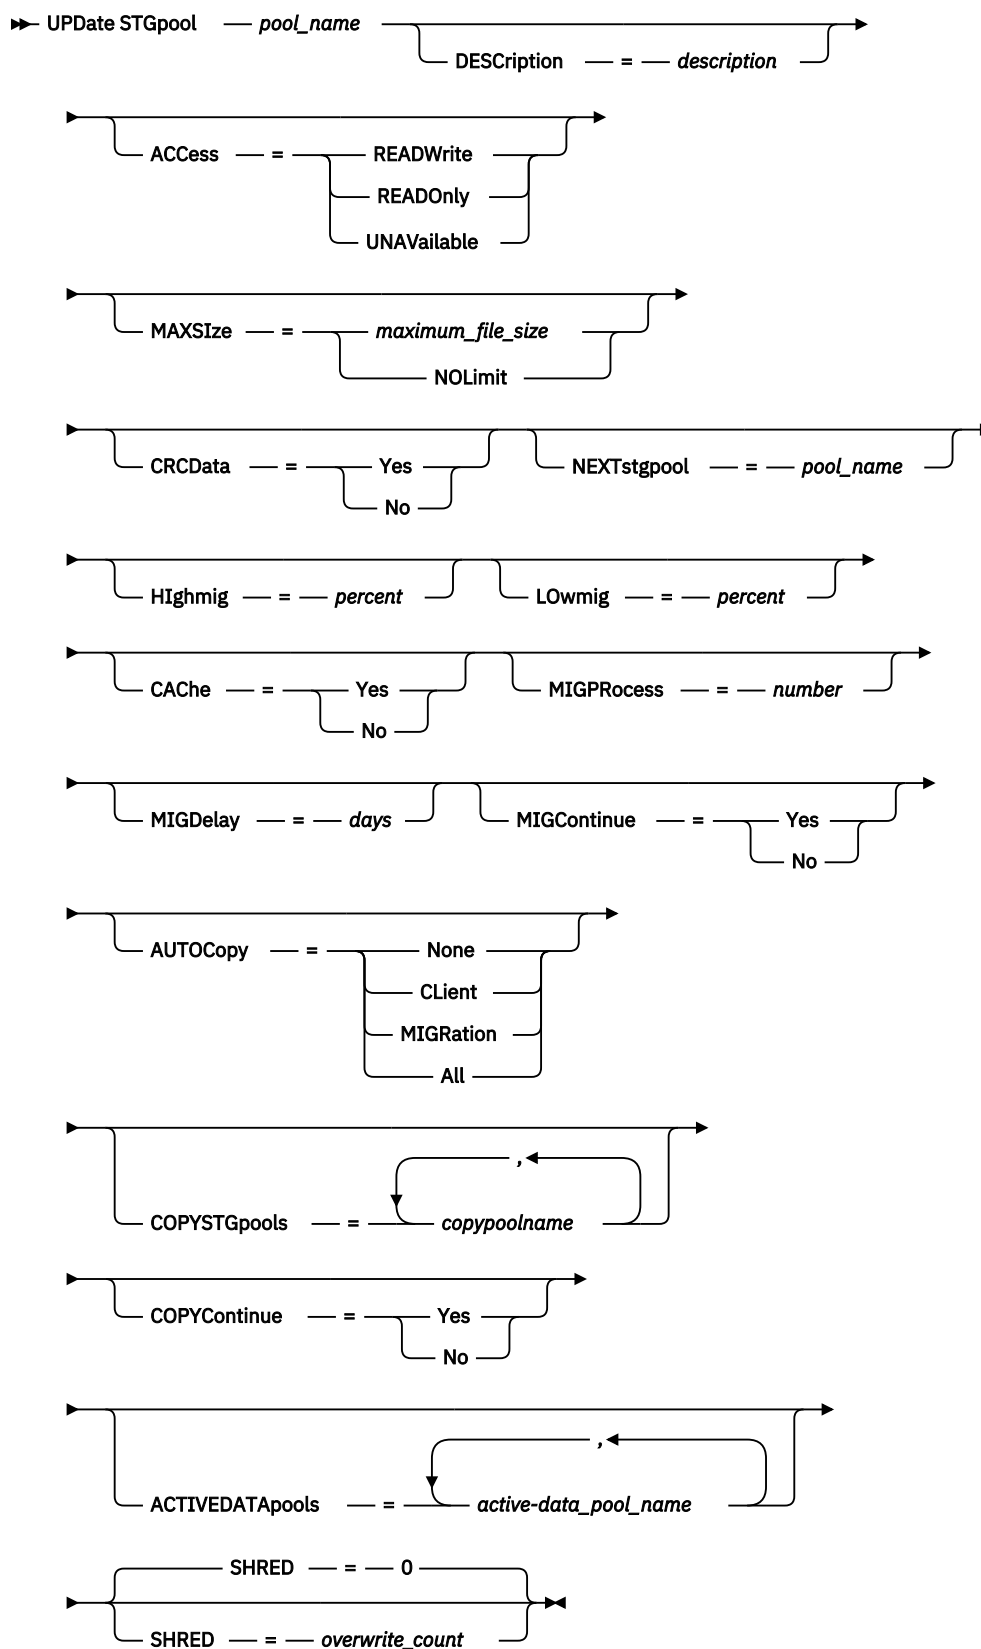 UPDate STGpool pool_name
DESCription = description
ACCess = READWrite
READOnly
UNAVailable
MAXSIze = maximum_file_size
NOLimit
CRCData = Yes NEXTstgpool = pool_name
No
HIghmig = percent LOwmig = percent
CAChe = Yes MIGPRocess = number
No
MIGDelay = days MIGContinue = Yes
No
AUTOCopy = None
CLient
MIGRation
All
,
COPYSTGpools = copypoolname
COPYContinue = Yes
No
,
ACTIVEDATApools = active-data_pool_name
SHRED = 0
SHRED = overwrite_count